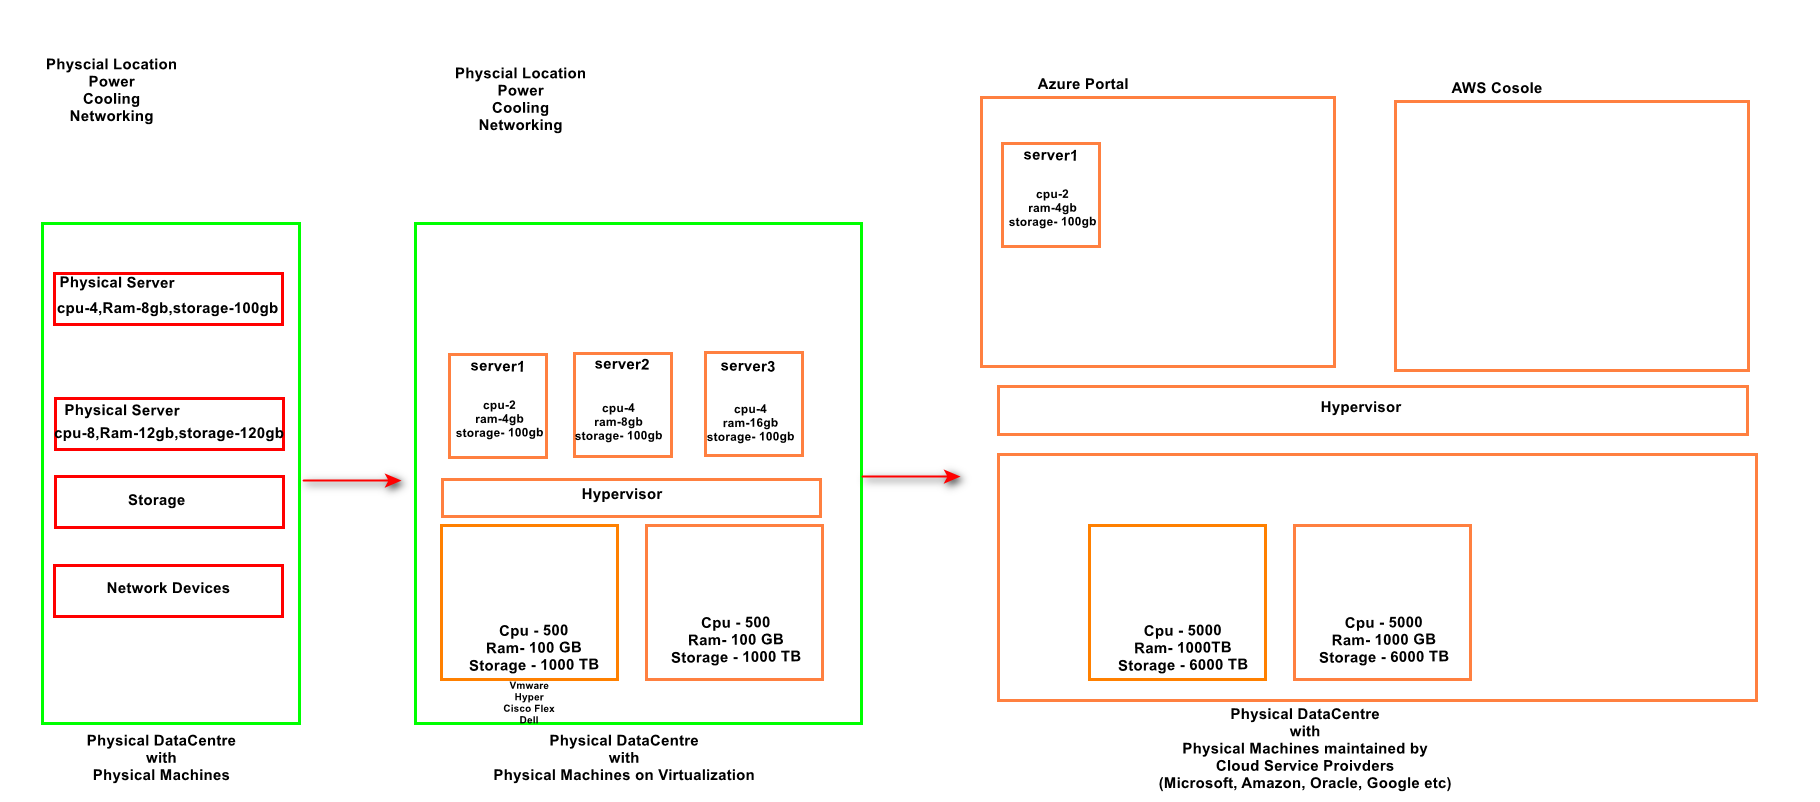 Physcial Location
Power
Cooling
Networking
Physical Server
cpu-4,Ram-8gb,storage-100gb
Physical Server
cpu-8,Ram-12gb,storage-120gb
Storage
Network Devices
Physical DataCentre
with
Physical Machines
Physcial Location
Power
Cooling
Networking
server1
cpu-2
ram-4gb
storage- 100gb
server2
cpu-4
ram-8gb
storage- 100gb
server3
cpu-4
ram-16gb
storage- 100gb
Hypervisor
Cpu - 500
Ram- 100 GB
Storage - 1000 TB
Cpu - 500
Ram- 100 GB
Storage - 1000 TB
Vmware
Hyper
Cisco Flex
Dell
Physical DataCentre
with
Physical Machines on Virtualization
Azure Portal
server1
cpu-2
ram-4gb
storage- 100gb
AWS Cosole
Hypervisor
Cpu - 5000
Ram- 1000TB
Storage - 6000 TB
Cpu - 5000
Ram- 1000 GB
Storage - 6000 TB
Physical DataCentre
with
Physical Machines maintained by
Cloud Service Proivders
(Microsoft, Amazon, Oracle, Google etc)